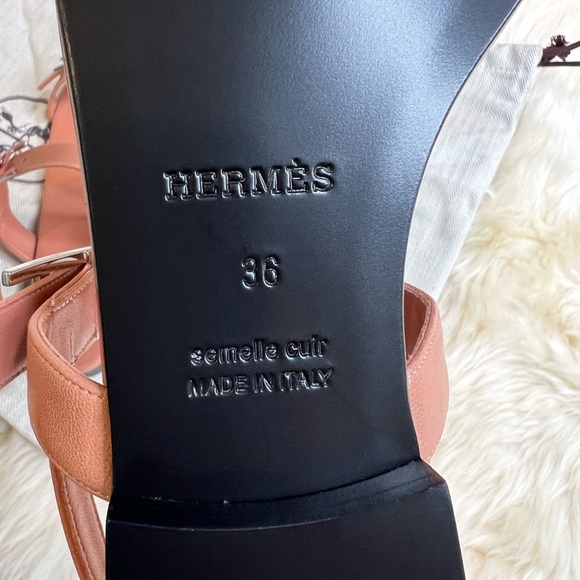 HERMÈS
36
semelle cuir
MADE IN ITALY